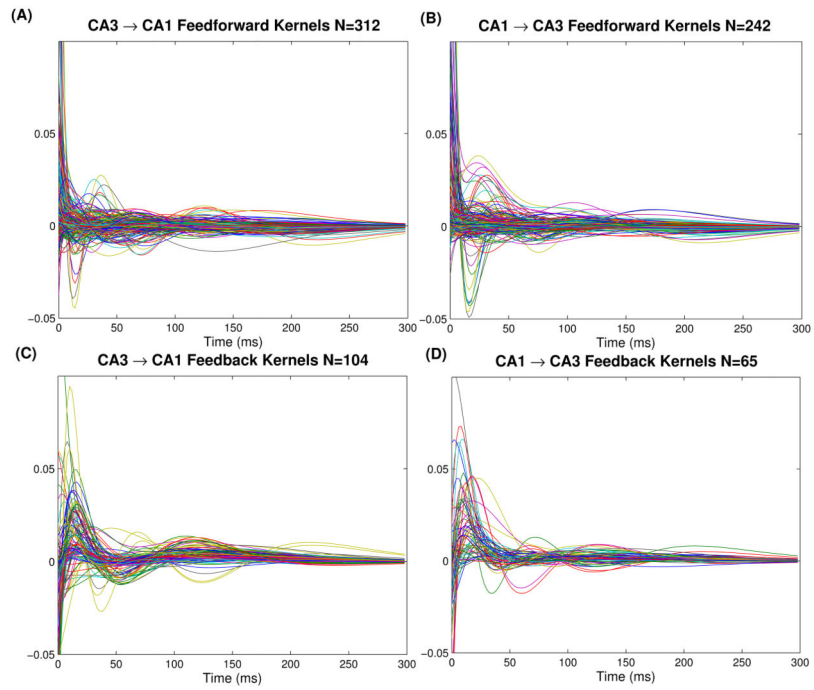 (A)
CA3 → CA1 Feedforward Kernels N=312
0.05
0
−0.05
0 50 100 150 200 250 300
Time (ms)
(B)
CA1 → CA3 Feedforward Kernels N=242
0.05
0
−0.05
0 50 100 150 200 250 300
Time (ms)
(C)
CA3 → CA1 Feedback Kernels N=104
0.05
0
−0.05
0 50 100 150 200 250 300
Time (ms)
(D)
CA1 → CA3 Feedback Kernels N=65
0.05
0
−0.05
0 50 100 150 200 250 300
Time (ms)